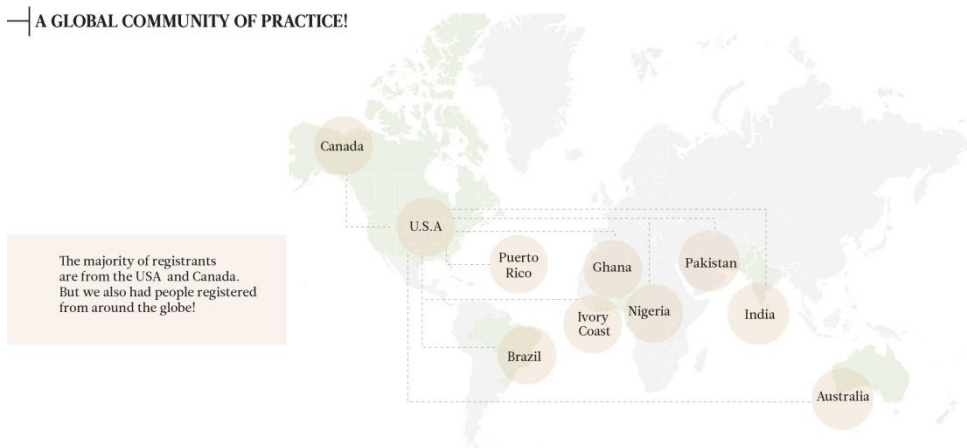 A GLOBAL COMMUNITY OF PRACTICE!
Canada
U.S.A
Puerto
Rico
Ghana
Pakistan
Ivory
Coast
Nigeria
India
Brazil
Australia
The majority of registrants
are from the USA and Canada.
But we also had people registered
from around the globe!